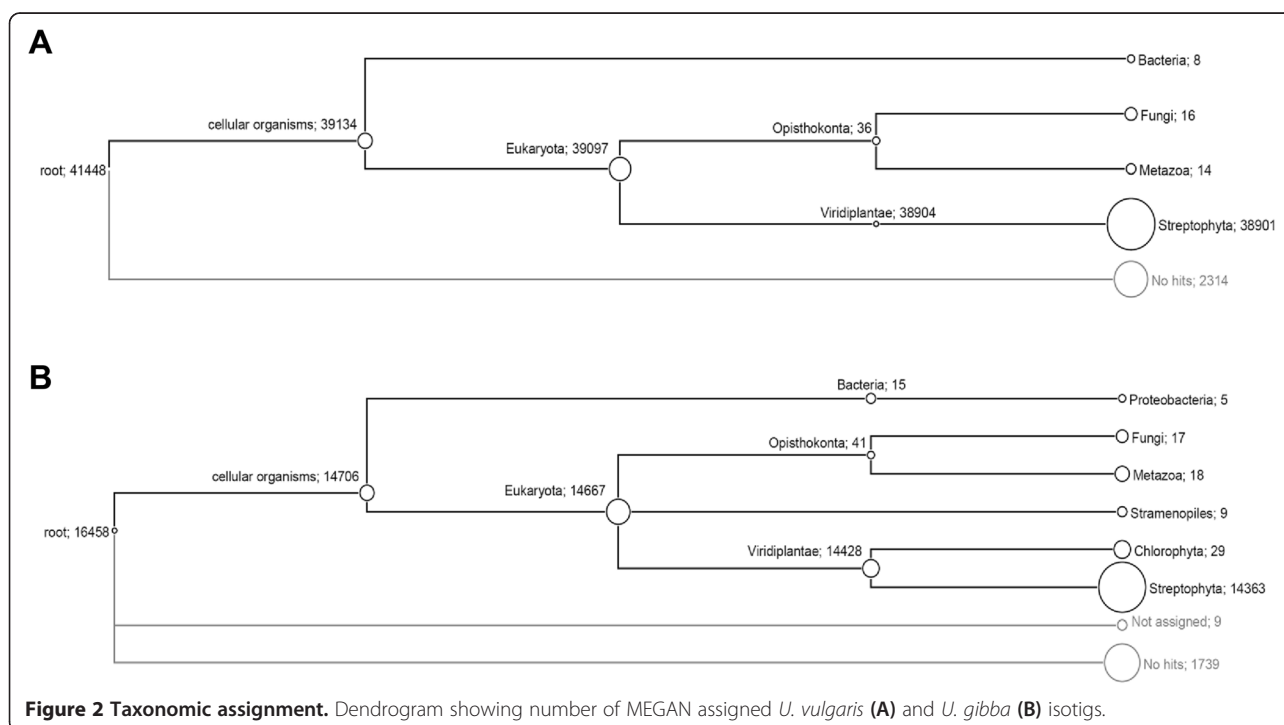 A
Bacteria; 8
cellular organisms; 39134
Fungi; 16
Opisthokonta; 36
Eukaryota; 39097
root; 41448
Metazoa; 14
Viridiplantae; 38904
Streptophyta; 38901
No hits; 2314
B
Bacteria; 15
Proteobacteria; 5
Fungi; 17
Opisthokonta; 41
Metazoa; 18
cellular organisms; 14706
Eukaryota; 14667
Stramenopiles; 9
root; 16458
Chlorophyta; 29
Viridiplantae; 14428
Streptophyta; 14363
Not assigned; 9
No hits; 1739
Figure 2 Taxonomic assignment. Dendrogram showing number of MEGAN assigned U. vulgaris (A) and U. gibba (B) isotigs.